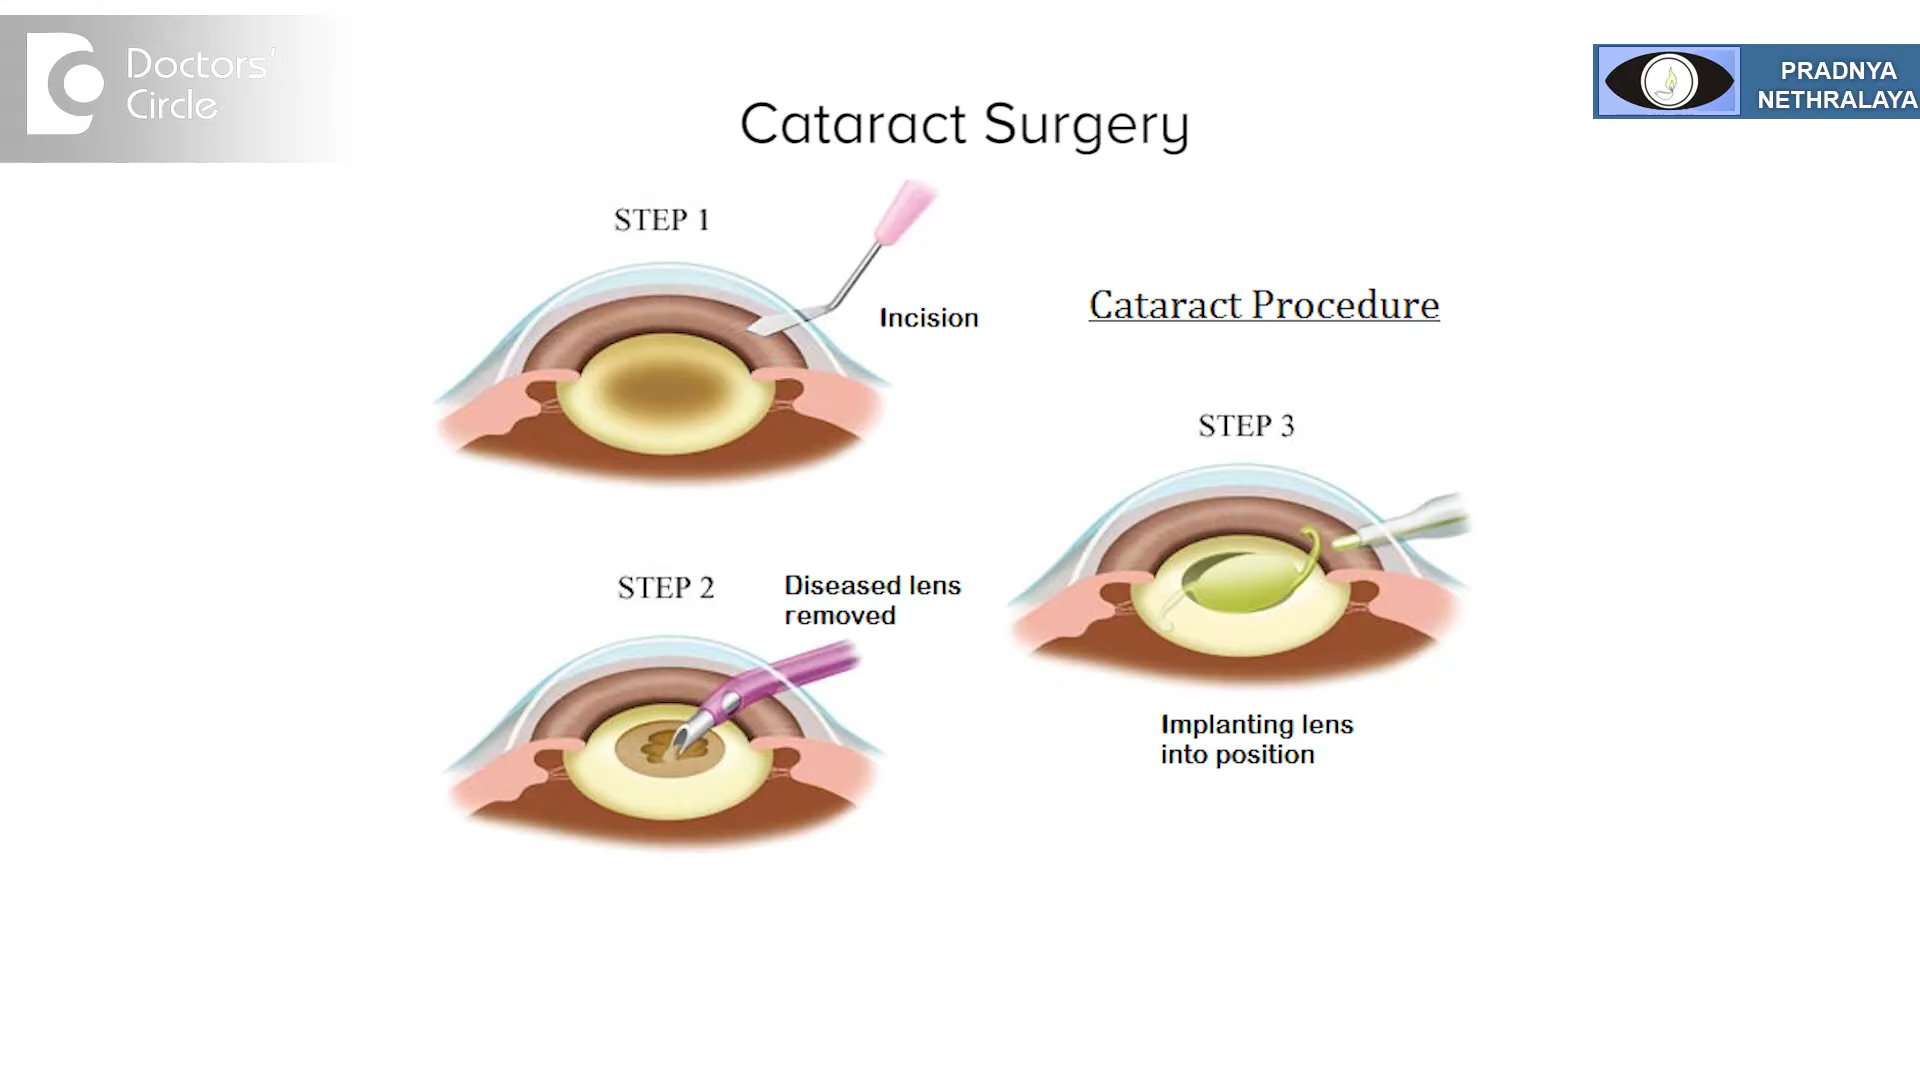 Doctors'
Circle
PRADNYA
NETHRALAYA
Cataract Surgery
STEP 1
Incision
Cataract Procedure
STEP 2
Diseased lens
removed
STEP 3
Implanting lens
into position